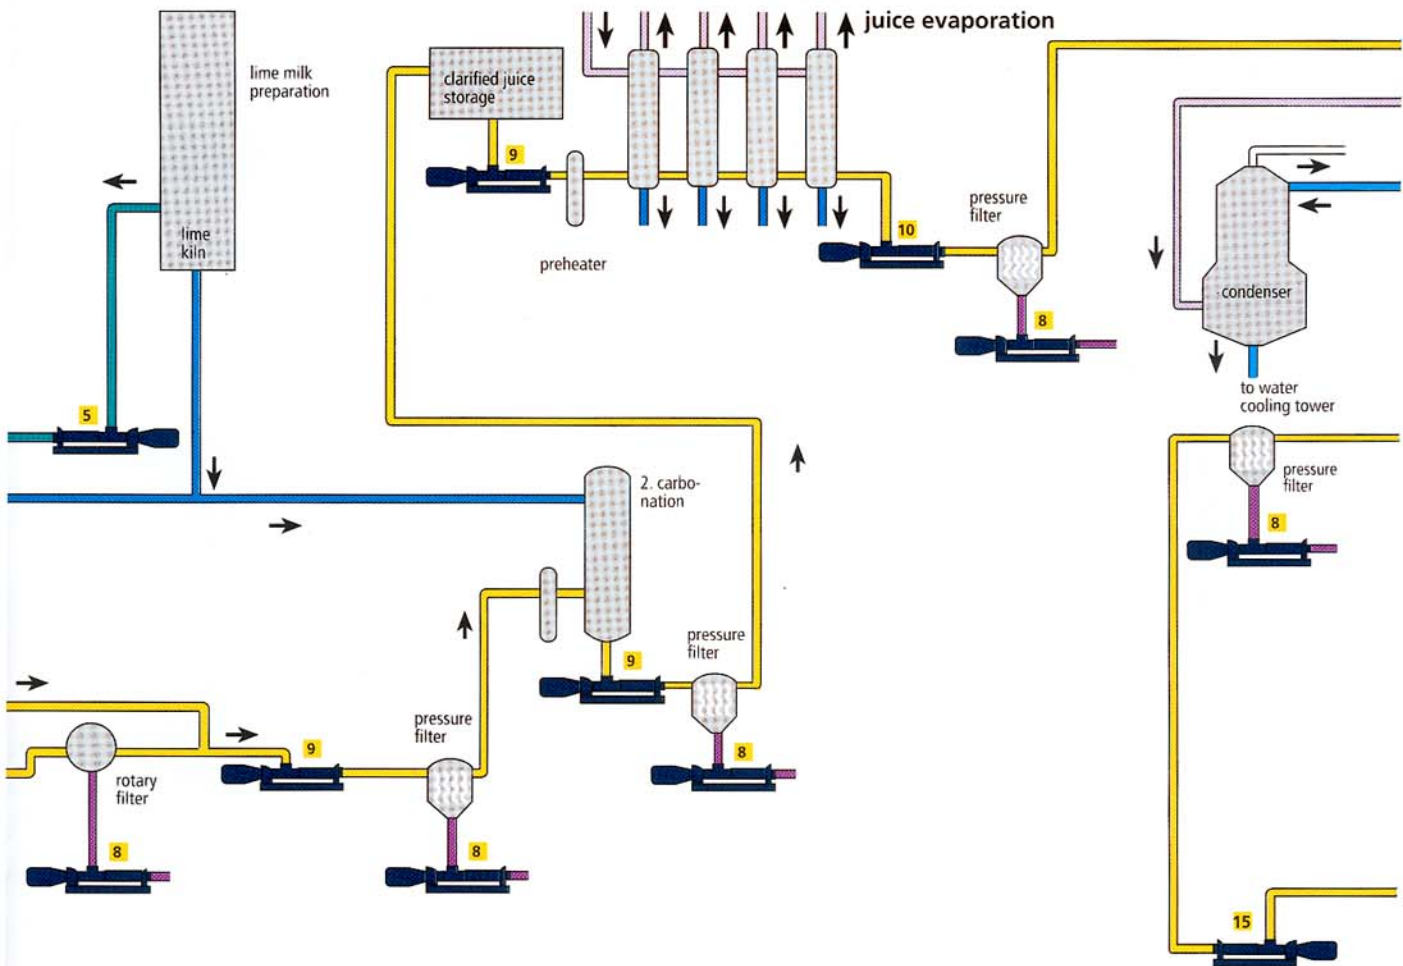 juice evaporation
lime milk
preparation
clarified juice
storage
9
pressure
filter
lime
kiln
10
preheater
condenser
8
to water
cooling tower
5
pressure
filter
2. carbo-
nation
8
pressure
filter
9
pressure
filter
9
8
rotary
filter
8
8
15